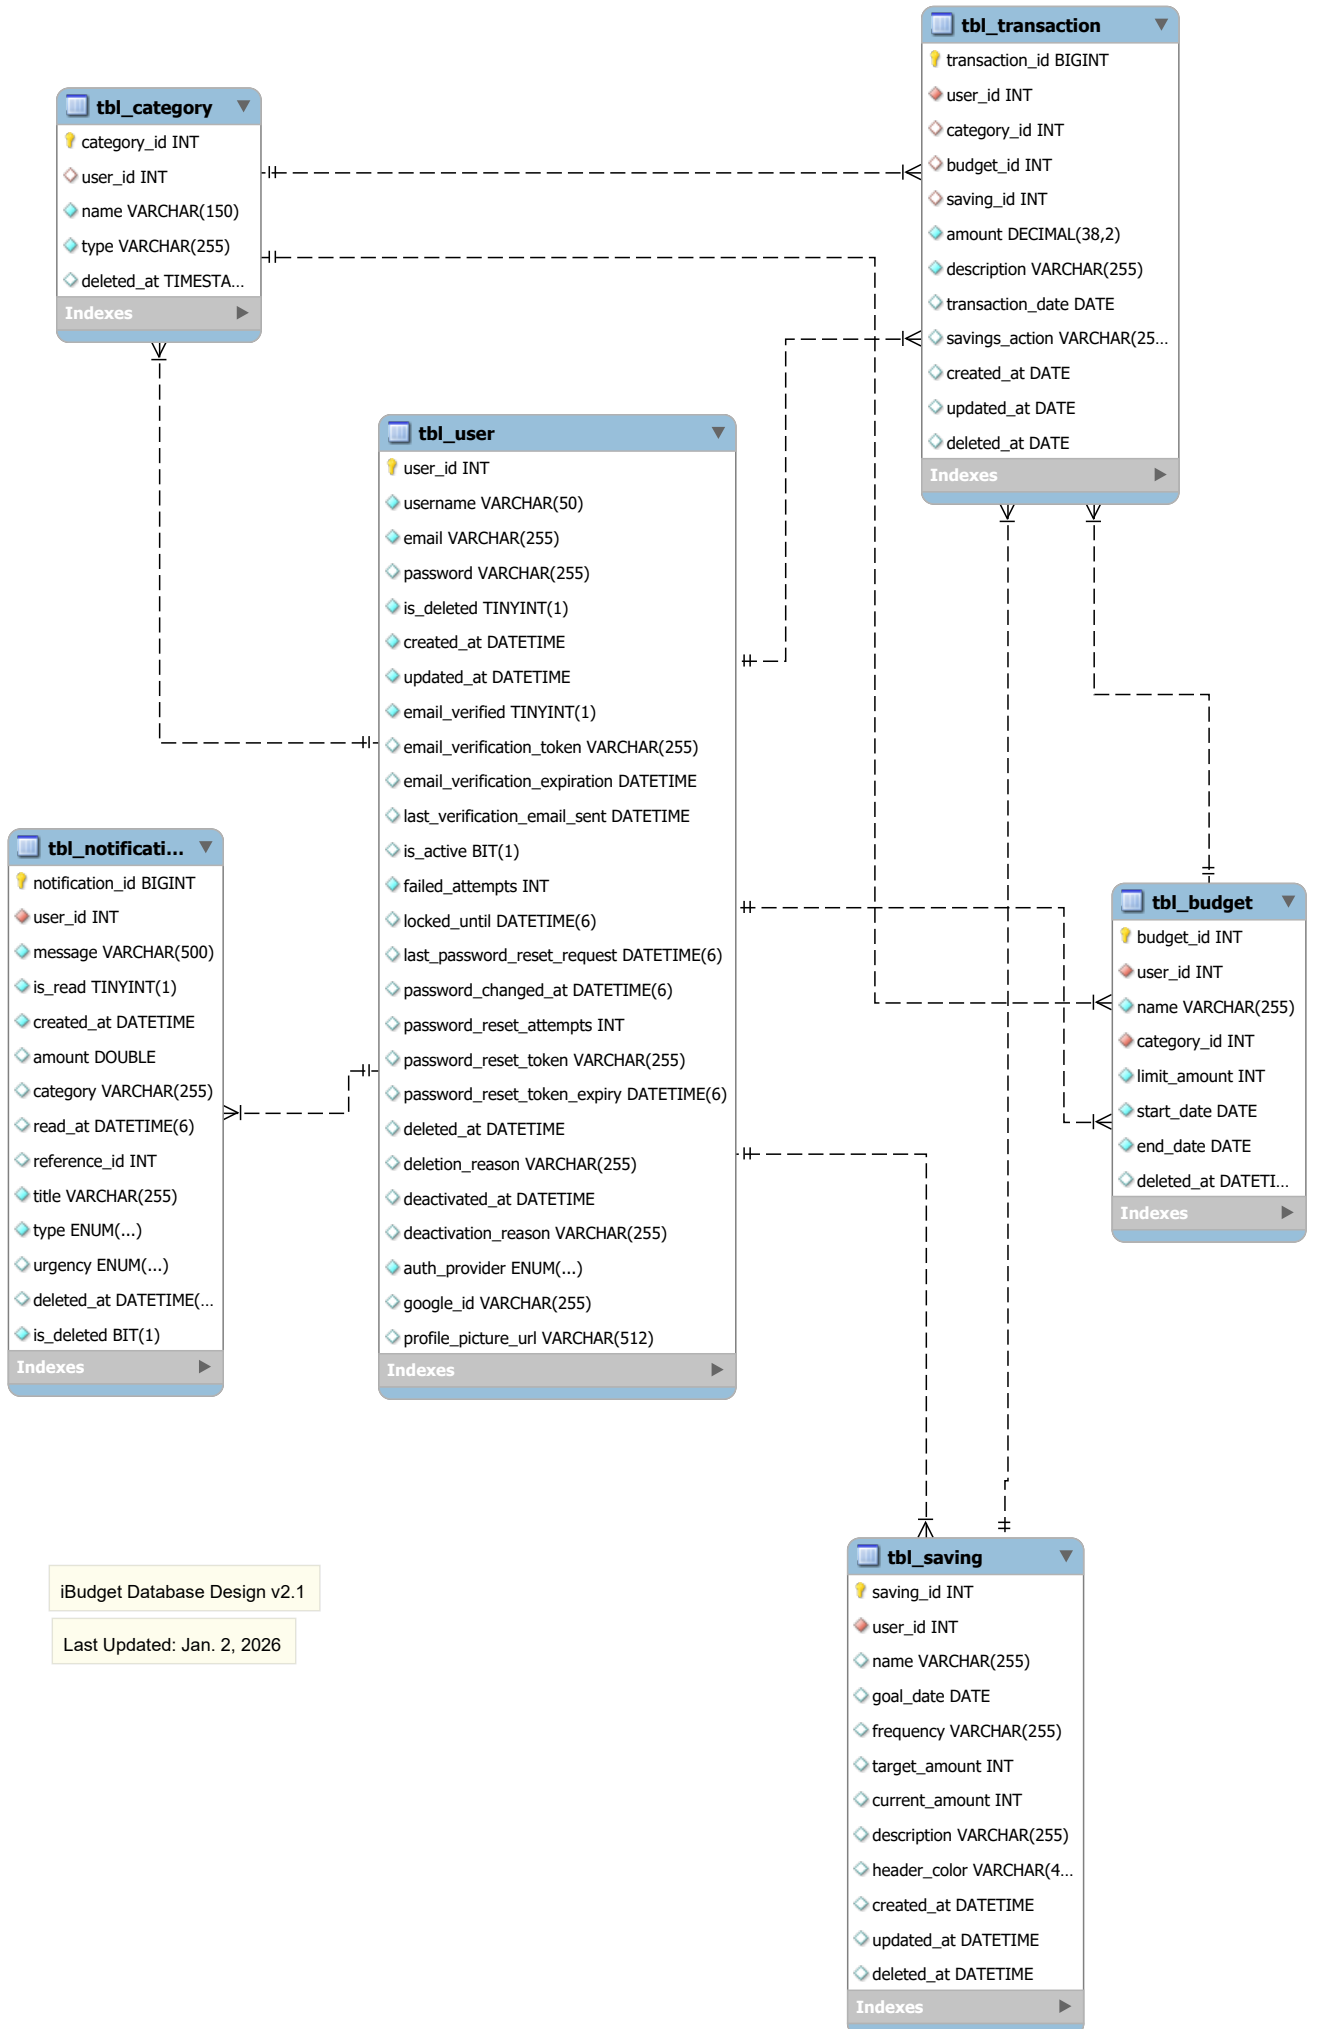 tbl_transaction
transaction_id BIGINT
user_id INT
category_id INT
budget_id INT
saving_id INT
amount DECIMAL(38,2)
description VARCHAR(255)
transaction_date DATE
savings_action VARCHAR(25...
created_at DATE
updated_at DATE
deleted_at DATE
Indexes
tbl_category
category_id INT
user_id INT
name VARCHAR(150)
type VARCHAR(255)
deleted_at TIMESTA...
Indexes
tbl_user
user_id INT
username VARCHAR(50)
email VARCHAR(255)
password VARCHAR(255)
is_deleted TINYINT(1)
created_at DATETIME
updated_at DATETIME
email_verified TINYINT(1)
email_verification_token VARCHAR(255)
email_verification_expiration DATETIME
last_verification_email_sent DATETIME
is_active BIT(1)
failed_attempts INT
locked_until DATETIME(6)
last_password_reset_request DATETIME(6)
password_changed_at DATETIME(6)
password_reset_attempts INT
password_reset_token VARCHAR(255)
password_reset_token_expiry DATETIME(6)
deleted_at DATETIME
deletion_reason VARCHAR(255)
deactivated_at DATETIME
deactivation_reason VARCHAR(255)
auth_provider ENUM(...)
google_id VARCHAR(255)
profile_picture_url VARCHAR(512)
Indexes
tbl_notificati...
notification_id BIGINT
user_id INT
message VARCHAR(500)
is_read TINYINT(1)
created_at DATETIME
amount DOUBLE
category VARCHAR(255)
read_at DATETIME(6)
reference_id INT
title VARCHAR(255)
type ENUM(...)
urgency ENUM(...)
deleted_at DATETIME(...
is_deleted BIT(1)
Indexes
tbl_budget
budget_id INT
user_id INT
name VARCHAR(255)
category_id INT
limit_amount INT
start_date DATE
end_date DATE
deleted_at DATETI...
Indexes
tbl_saving
saving_id INT
user_id INT
name VARCHAR(255)
goal_date DATE
frequency VARCHAR(255)
target_amount INT
current_amount INT
description VARCHAR(255)
header_color VARCHAR(4...
created_at DATETIME
updated_at DATETIME
deleted_at DATETIME
Indexes
iBudget Database Design v2.1
Last Updated: Jan. 2, 2026